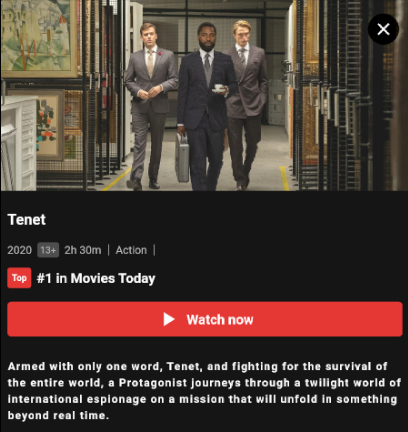 Tenet
2020 13+ 2h 30m | Action |
Top #1 in Movies Today
Watch now
Armed with only one word, Tenet, and fighting for the survival of
the entire world, a Protagonist journeys through a twilight world of
international espionage on a mission that will unfold in something
beyond real time.